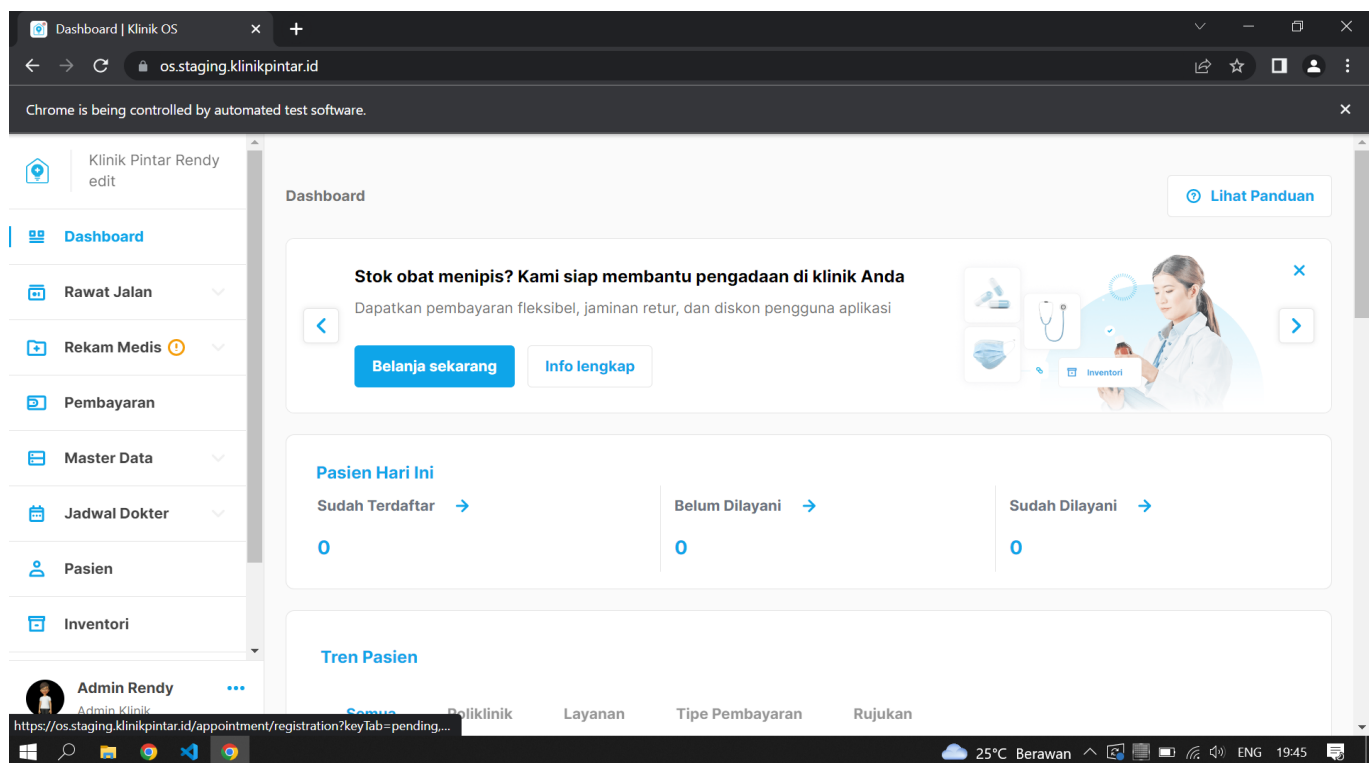 Dashboard | Klinik OS
os.staging.klinikpintar.id
Chrome is being controlled by automated test software.
Klinik Pintar Rendy
edit
Dashboard
Rawat Jalan
Rekam Medis
Pembayaran
Master Data
Jadwal Dokter
Pasien
Inventori
Admin Rendy
Admin Klinik
Dashboard
Lihat Panduan
Stok obat menipis? Kami siap membantu pengadaan di klinik Anda
Dapatkan pembayaran fleksibel, jaminan retur, dan diskon pengguna aplikasi
Belanja sekarang
Info lengkap
Inventori
Pasien Hari Ini
Sudah Terdaftar
0
Belum Dilayani
0
Sudah Dilayani
0
Tren Pasien
Semua Poliklinik Layanan Tipe Pembayaran Rujukan
https://os.staging.klinikpintar.id/appointment/registration?keyTab=pending,...
25°C Berawan ENG 19:45